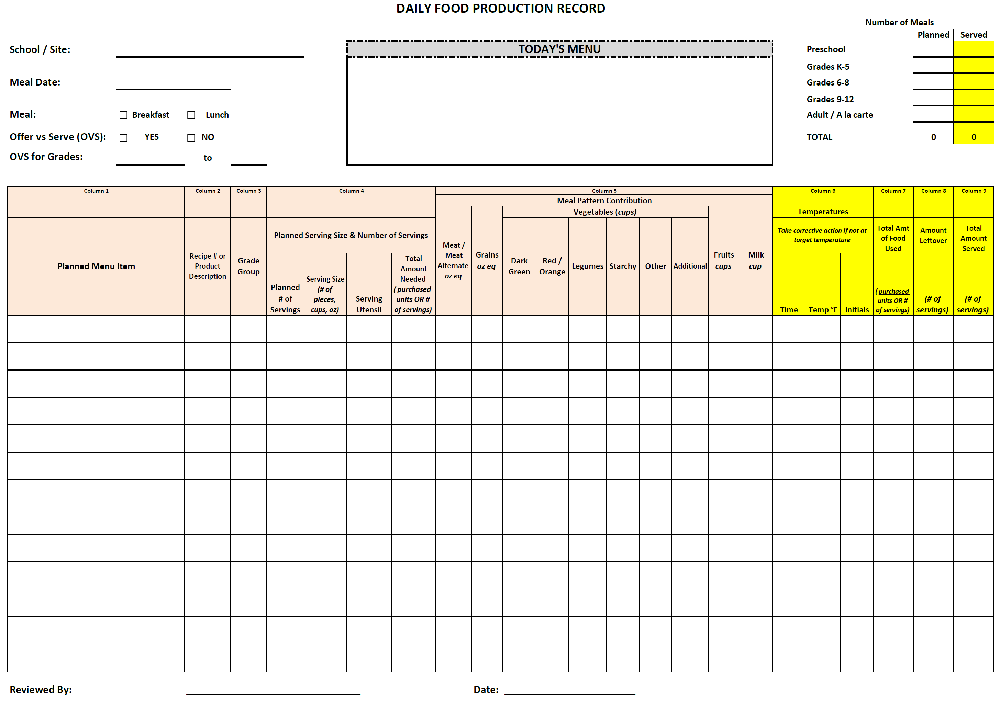 DAILY FOOD PRODUCTION RECORD
Number of Meals
Planned Served
School / Site:
TODAY'S MENU
Preschool
Grades K-5
Meal Date:
Grades 6-8
Grades 9-12
Meal: ☐ Breakfast ☐ Lunch
Adult / A la carte
Offer vs Serve (OVS): ☐ YES ☐ NO
TOTAL 0 0
OVS for Grades: to
Column 1 Column 2 Column 3 Column 4 Column 5 Column 6 Column 7 Column 8 Column 9
Meal Pattern Contribution
Vegetables (cups)
Temperatures
Planned Menu Item
Recipe # or
Product
Description
Grade
Group
Planned Serving Size & Number of Servings
Planned
# of
Servings
Serving Size
(# of
pieces,
cups, oz)
Serving
Utensil
Total
Amount
Needed
( purchased
units OR #
of servings)
Meat /
Meat
Alternate
oz eq
Grains
oz eq
Dark
Green
Red /
Orange
Legumes
Starchy
Other
Additional
Fruits
cups
Milk
cup
Take corrective action if not at
target temperature
Time
Temp °F
Initials
Total Amt
of Food
Used
( purchased
units OR #
of servings)
Amount
Leftover
(# of
servings)
Total
Amount
Served
(# of
servings)
Reviewed By: Date: